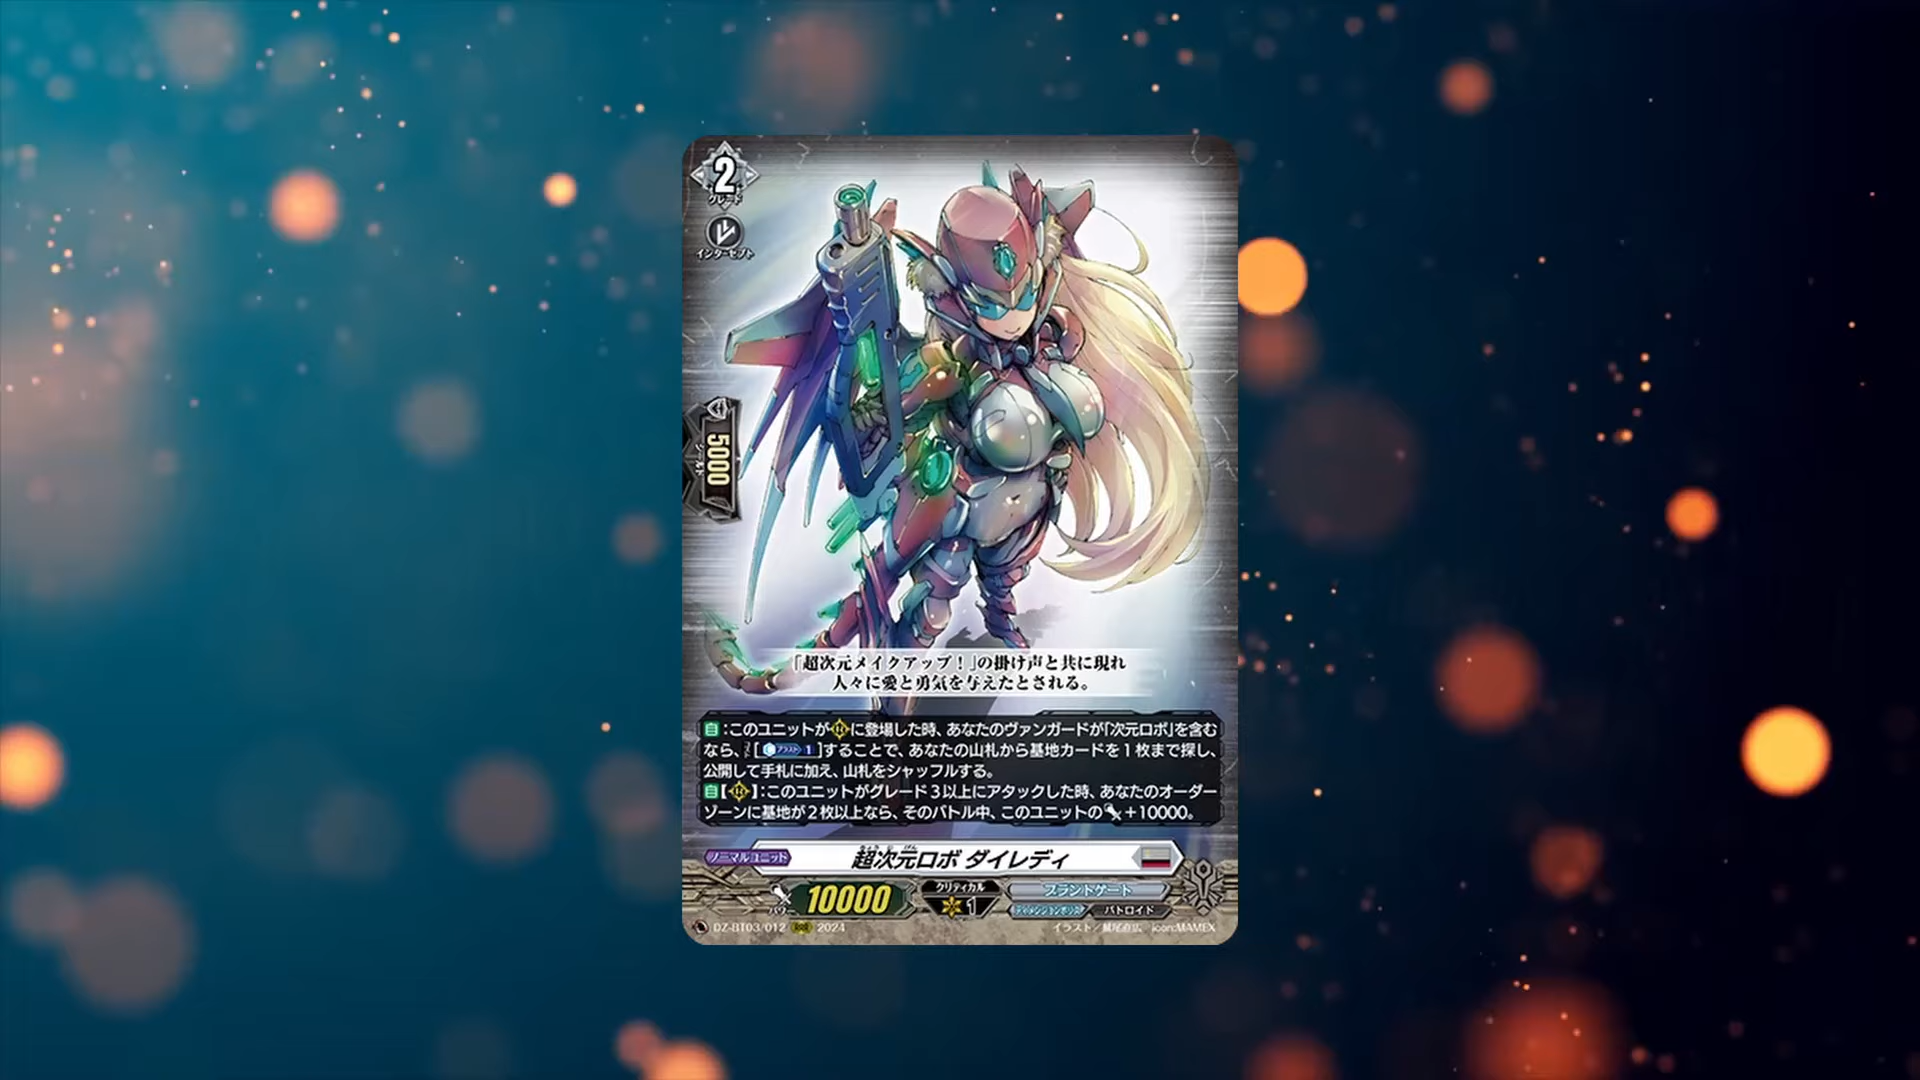 2
グレード
インターセプト
5000
シールド
「超次元メイクアップ！」の掛け声と共に現れ
人々に愛と勇気を与えたとされる。
自：このユニットがⓇに登場した時、あなたのヴァンガードが「次元ロボ」を含む
なら、[ブラスト1]することで、あなたの山札から基地カードを１枚まで探し、
公開して手札に加え、山札をシャッフルする。
自【Ⓡ】：このユニットがグレード３以上にアタックした時、あなたのオーダー
ゾーンに基地が２枚以上なら、そのバトル中、このユニットの＋10000。
ノーマルユニット
超次元ロボ ダイレディ
パワー 10000
クリティカル
1
ブラントゲート
ディメンジョンポリス
バトロイド
DZ-BT03/012 RRR 2024
イラスト／ icon:MAMEX